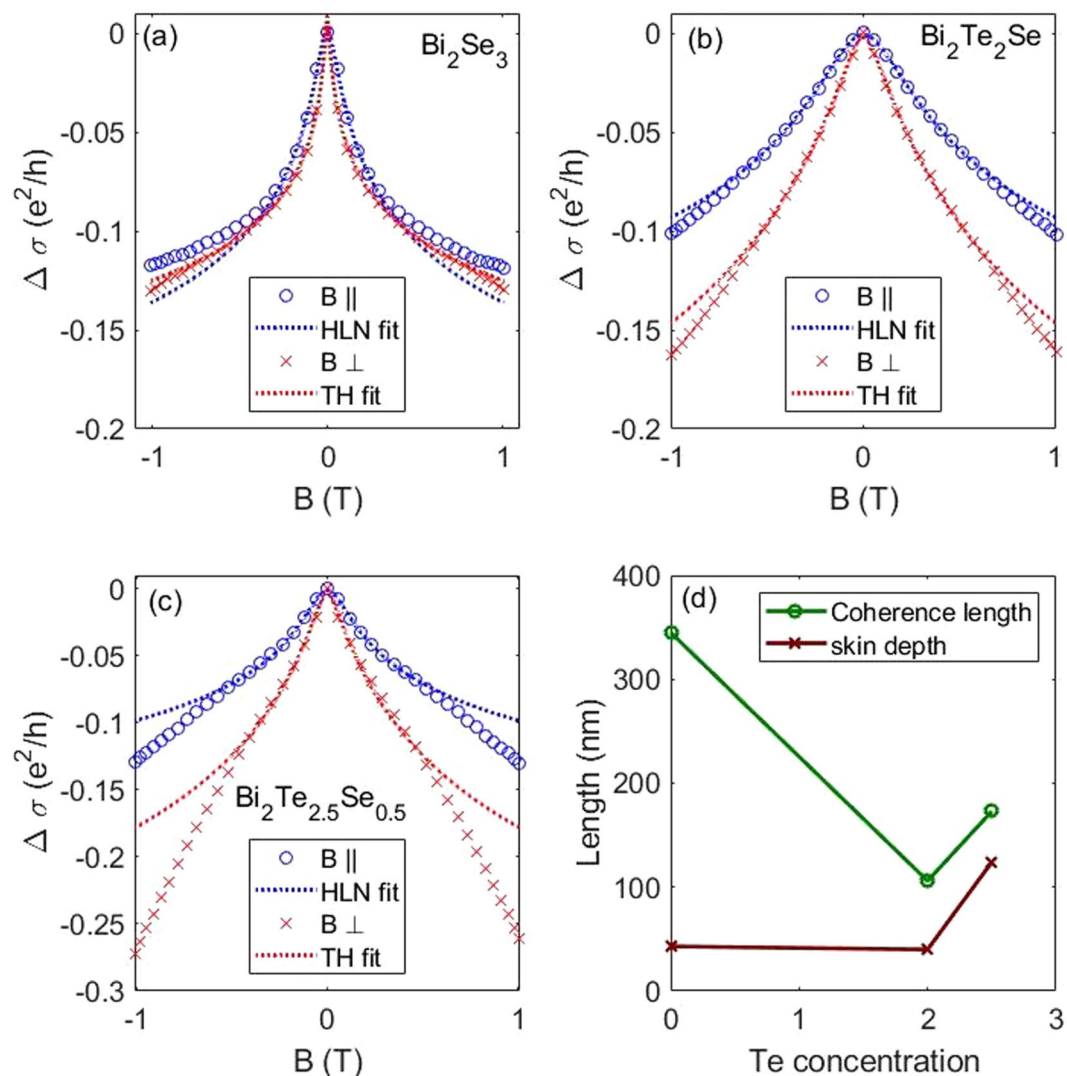 (a)
Bi₂Se₃
0
-0.05
-0.1
-0.15
-0.2
Δ σ (e²/h)
B ||
HLN fit
B ⊥
TH fit
-1
0
1
B (T)
(b)
Bi₂Te₂Se
0
-0.05
-0.1
-0.15
-0.2
Δ σ (e²/h)
B ||
HLN fit
B ⊥
TH fit
-1
0
1
B (T)
(c)
0
-0.05
-0.1
-0.15
-0.2
-0.25
-0.3
Δ σ (e²/h)
Bi₂Te₂.₅Se₀.₅
B ||
HLN fit
B ⊥
TH fit
-1
0
1
B (T)
(d)
400
300
200
100
0
Length (nm)
Coherence length
skin depth
0
1
2
3
Te concentration